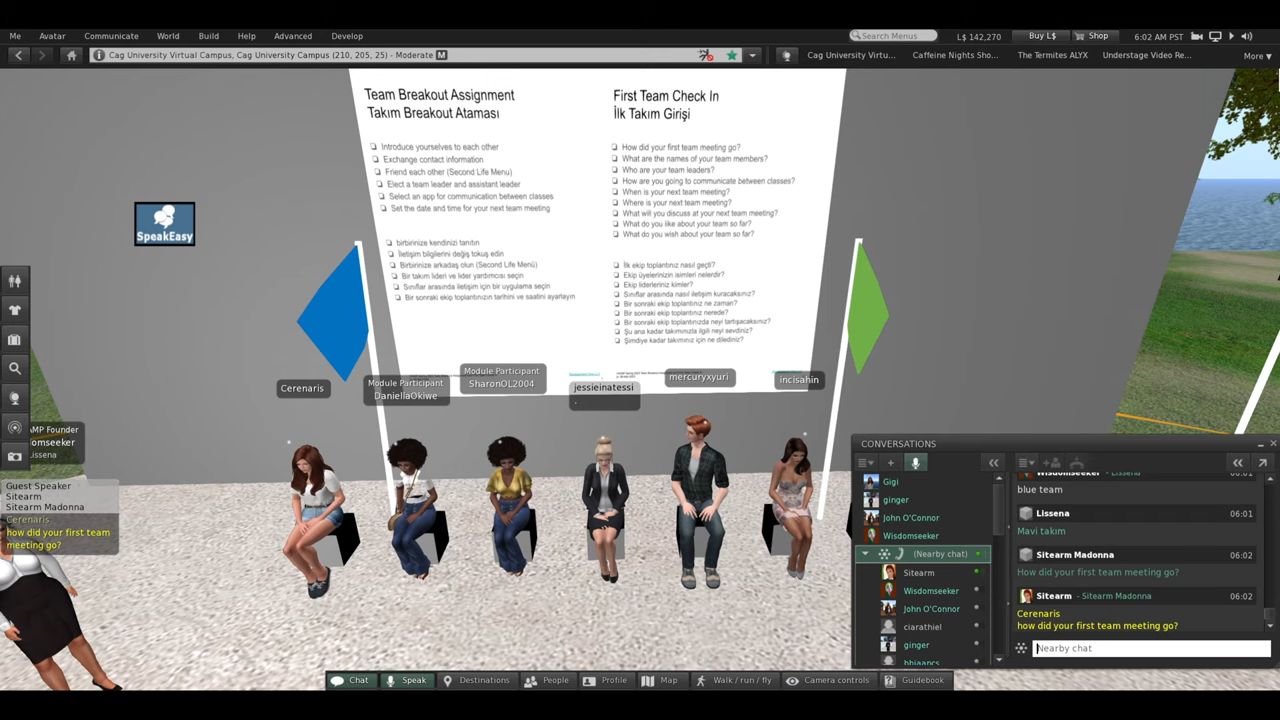 Me Avatar Communicate World Build Help Advanced Develop
Search Menus
L$ 142,270
Buy L$
Shop
6:02 AM PST
Cag University Virtual Campus, Cag University Campus (210, 205, 25) - Moderate M
Cag University Virtu...
Caffeine Nights Sho...
The Termites ALYX
Understage Video Re...
More
Team Breakout Assignment
Takım Breakout Ataması
Introduce yourselves to each other
Exchange contact information
Friend each other (Second Life Menu)
Elect a team leader and assistant leader
Select an app for communication between classes
Set the date and time for your next team meeting
birbirinize kendinizi tanıtın
İletişim bilgilerini değiş tokuş edin
Birbirinize arkadaş olun (Second Life Menü)
Bir takım lideri ve lider yardımcısı seçin
Sınıflar arasında iletişim için bir uygulama seçin
Bir sonraki ekip toplantınızın tarihini ve saatini ayarlayın
First Team Check In
İlk Takım Girişi
How did your first team meeting go?
What are the names of your team members?
Who are your team leaders?
How are you going to communicate between classes?
When is your next team meeting?
Where is your next team meeting?
What will you discuss at your next team meeting?
What do you like about your team so far?
What do you wish about your team so far?
İlk ekip toplantınız nasıl geçti?
Ekip üyelerinizin isimleri nelerdir?
Ekip liderleriniz kimler?
Sınıflar arasında nasıl iletişim kuracaksınız?
Bir sonraki ekip toplantınız ne zaman?
Bir sonraki ekip toplantınız nerede?
Bir sonraki ekip toplantınızda neyi tartışacaksınız?
Şu ana kadar takımınızla ilgili neyi sevdiniz?
Şimdiye kadar takımınız için ne dilediniz?
SpeakEasy
Cerenaris
Module Participant
DaniellaOkiwe
Module Participant
SharonOL2004
jessieinatessi
.
mercuryxyuri
incisahin
AMP Founder
omseeker
Lissena
Guest Speaker
Sitearm
Sitearm Madonna
Cerenaris
how did your first team
meeting go?
CONVERSATIONS
Gigi
ginger
John O'Connor
Wisdomseeker
(Nearby chat)
Sitearm
Wisdomseeker
John O'Connor
ciarathiel
ginger
Wisdomseeker - Lissena 06:01
blue team
Lissena 06:01
Mavi takım
Sitearm Madonna 06:02
How did your first team meeting go?
Sitearm - Sitearm Madonna 06:02
Cerenaris
how did your first team meeting go?
Nearby chat
Chat
Speak
Destinations
People
Profile
Map
Walk / run / fly
Camera controls
Guidebook